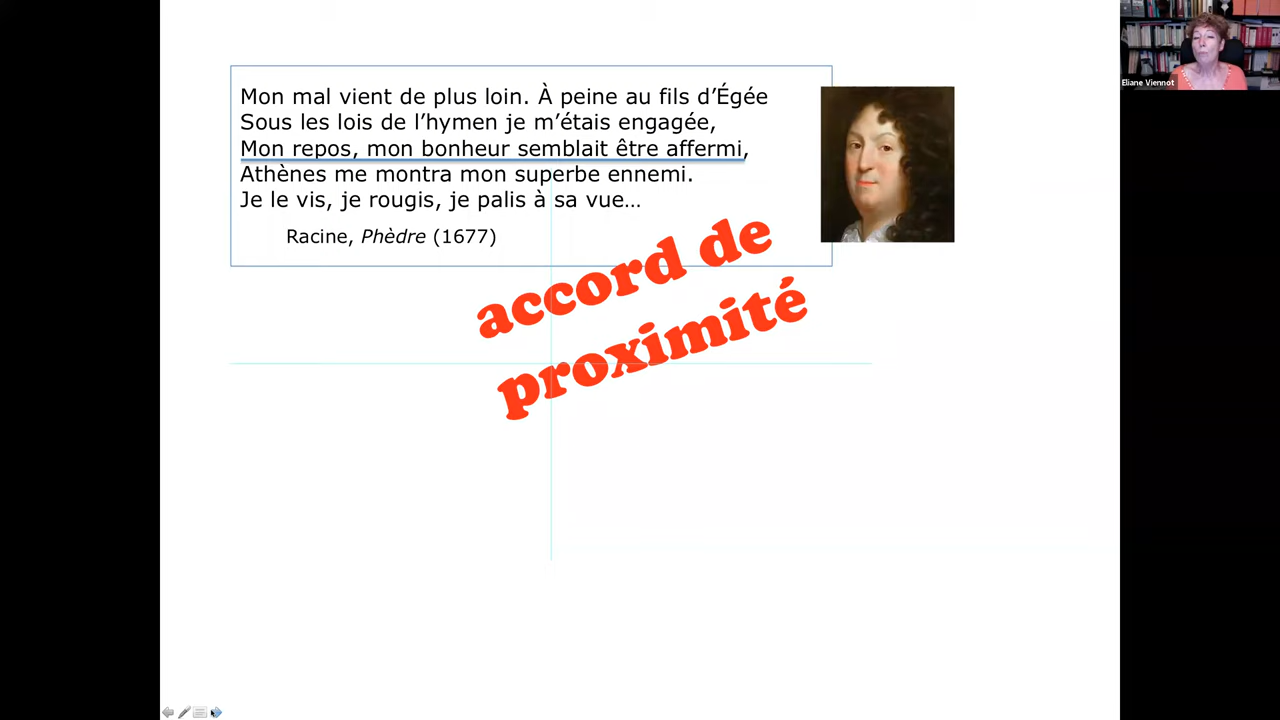 Mon mal vient de plus loin. À peine au fils d’Égée
Sous les lois de l’hymen je m’étais engagée,
Mon repos, mon bonheur semblait être affermi,
Athènes me montra mon superbe ennemi.
Je le vis, je rougis, je palis à sa vue…
Racine, Phèdre (1677)
accord de
proximité
Eliane Viennot